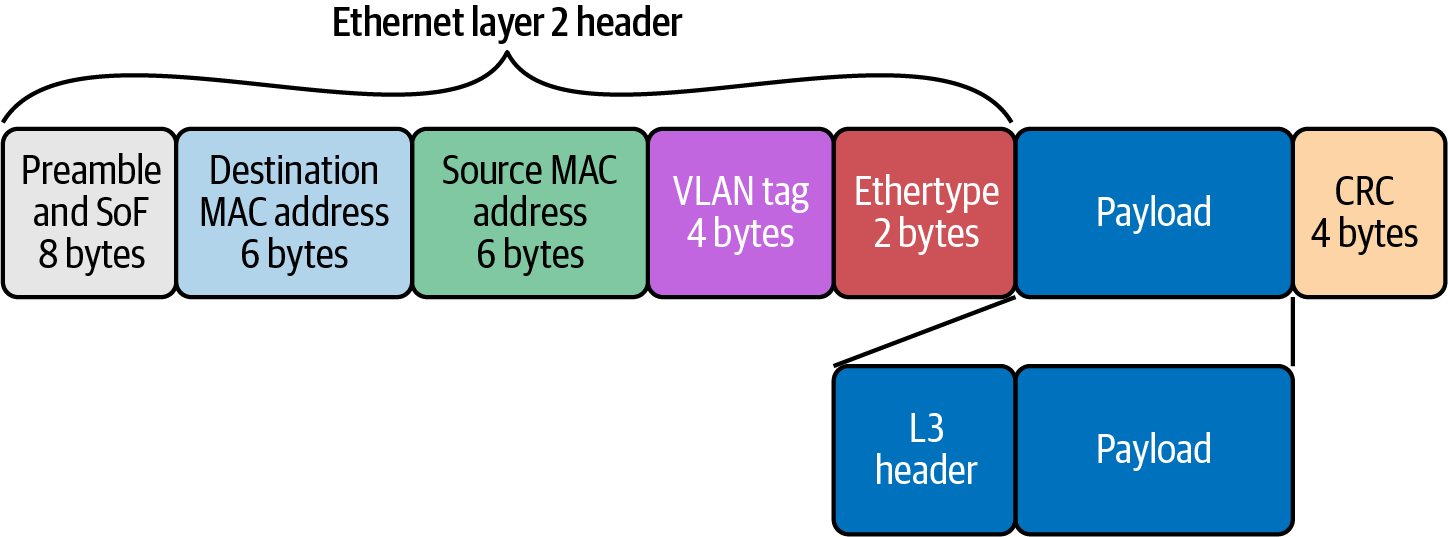 Ethernet layer 2 header
Preamble
and SoF
8 bytes
Destination
MAC address
6 bytes
Source MAC
address
6 bytes
VLAN tag
4 bytes
Ethertype
2 bytes
Payload
CRC
4 bytes
L3
header
Payload